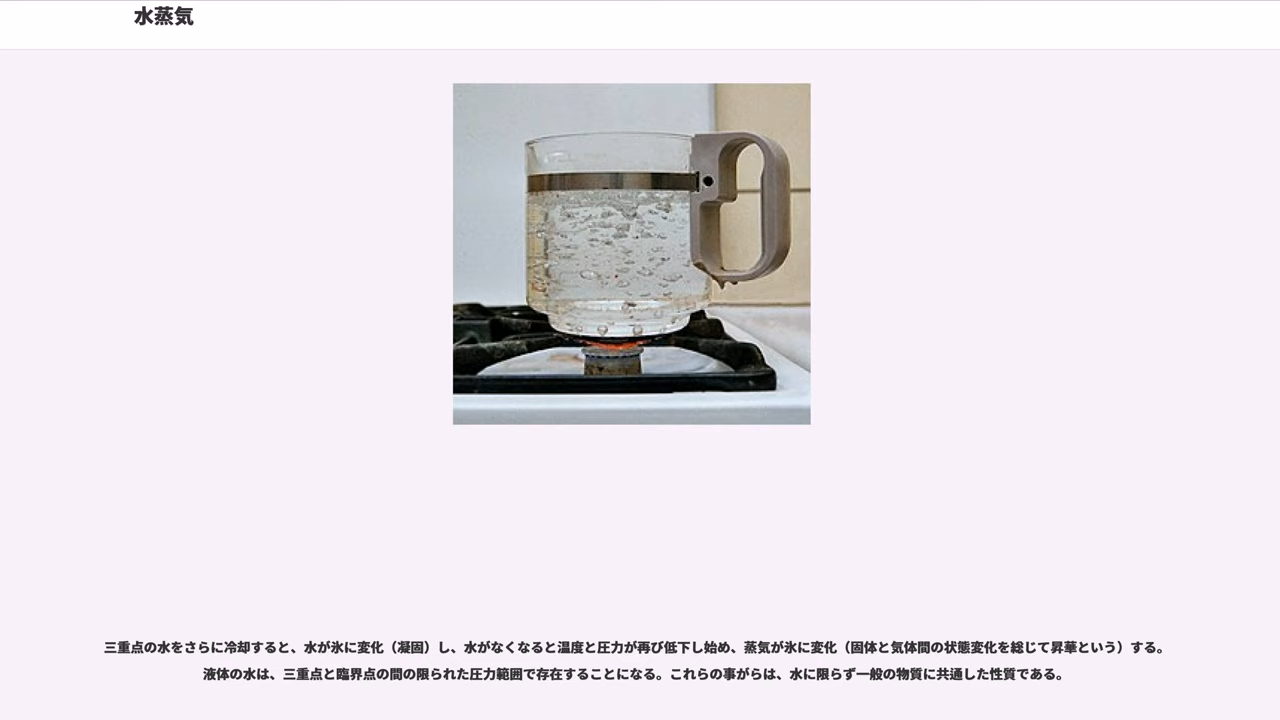 水蒸気
三重点の水をさらに冷却すると、水が氷に変化（凝固）し、水がなくなると温度と圧力が再び低下し始め、蒸気が氷に変化（固体と気体間の状態変化を総じて昇華という）する。
液体の水は、三重点と臨界点の間の限られた圧力範囲で存在することになる。これらの事がらは、水に限らず一般の物質に共通した性質である。